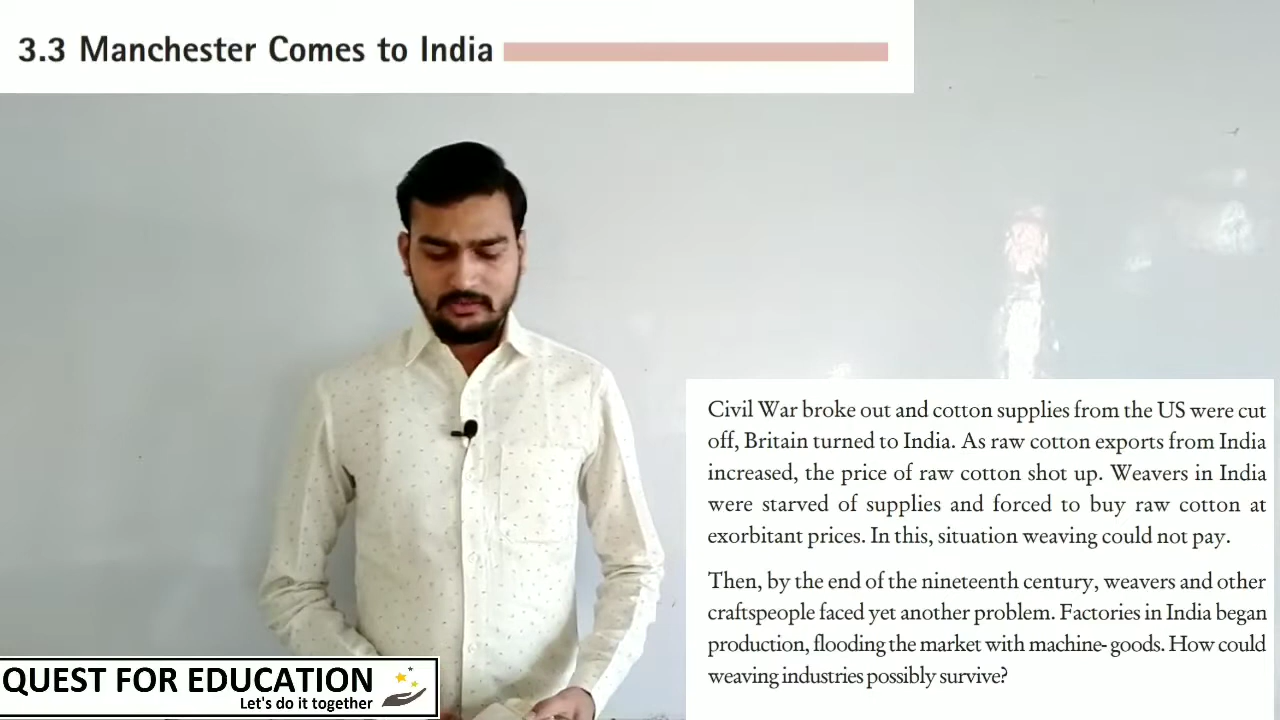 3.3 Manchester Comes to India
Civil War broke out and cotton supplies from the US were cut
off, Britain turned to India. As raw cotton exports from India
increased, the price of raw cotton shot up. Weavers in India
were starved of supplies and forced to buy raw cotton at
exorbitant prices. In this, situation weaving could not pay.
Then, by the end of the nineteenth century, weavers and other
craftspeople faced yet another problem. Factories in India began
production, flooding the market with machine- goods. How could
weaving industries possibly survive?
QUEST FOR EDUCATION
Let's do it together